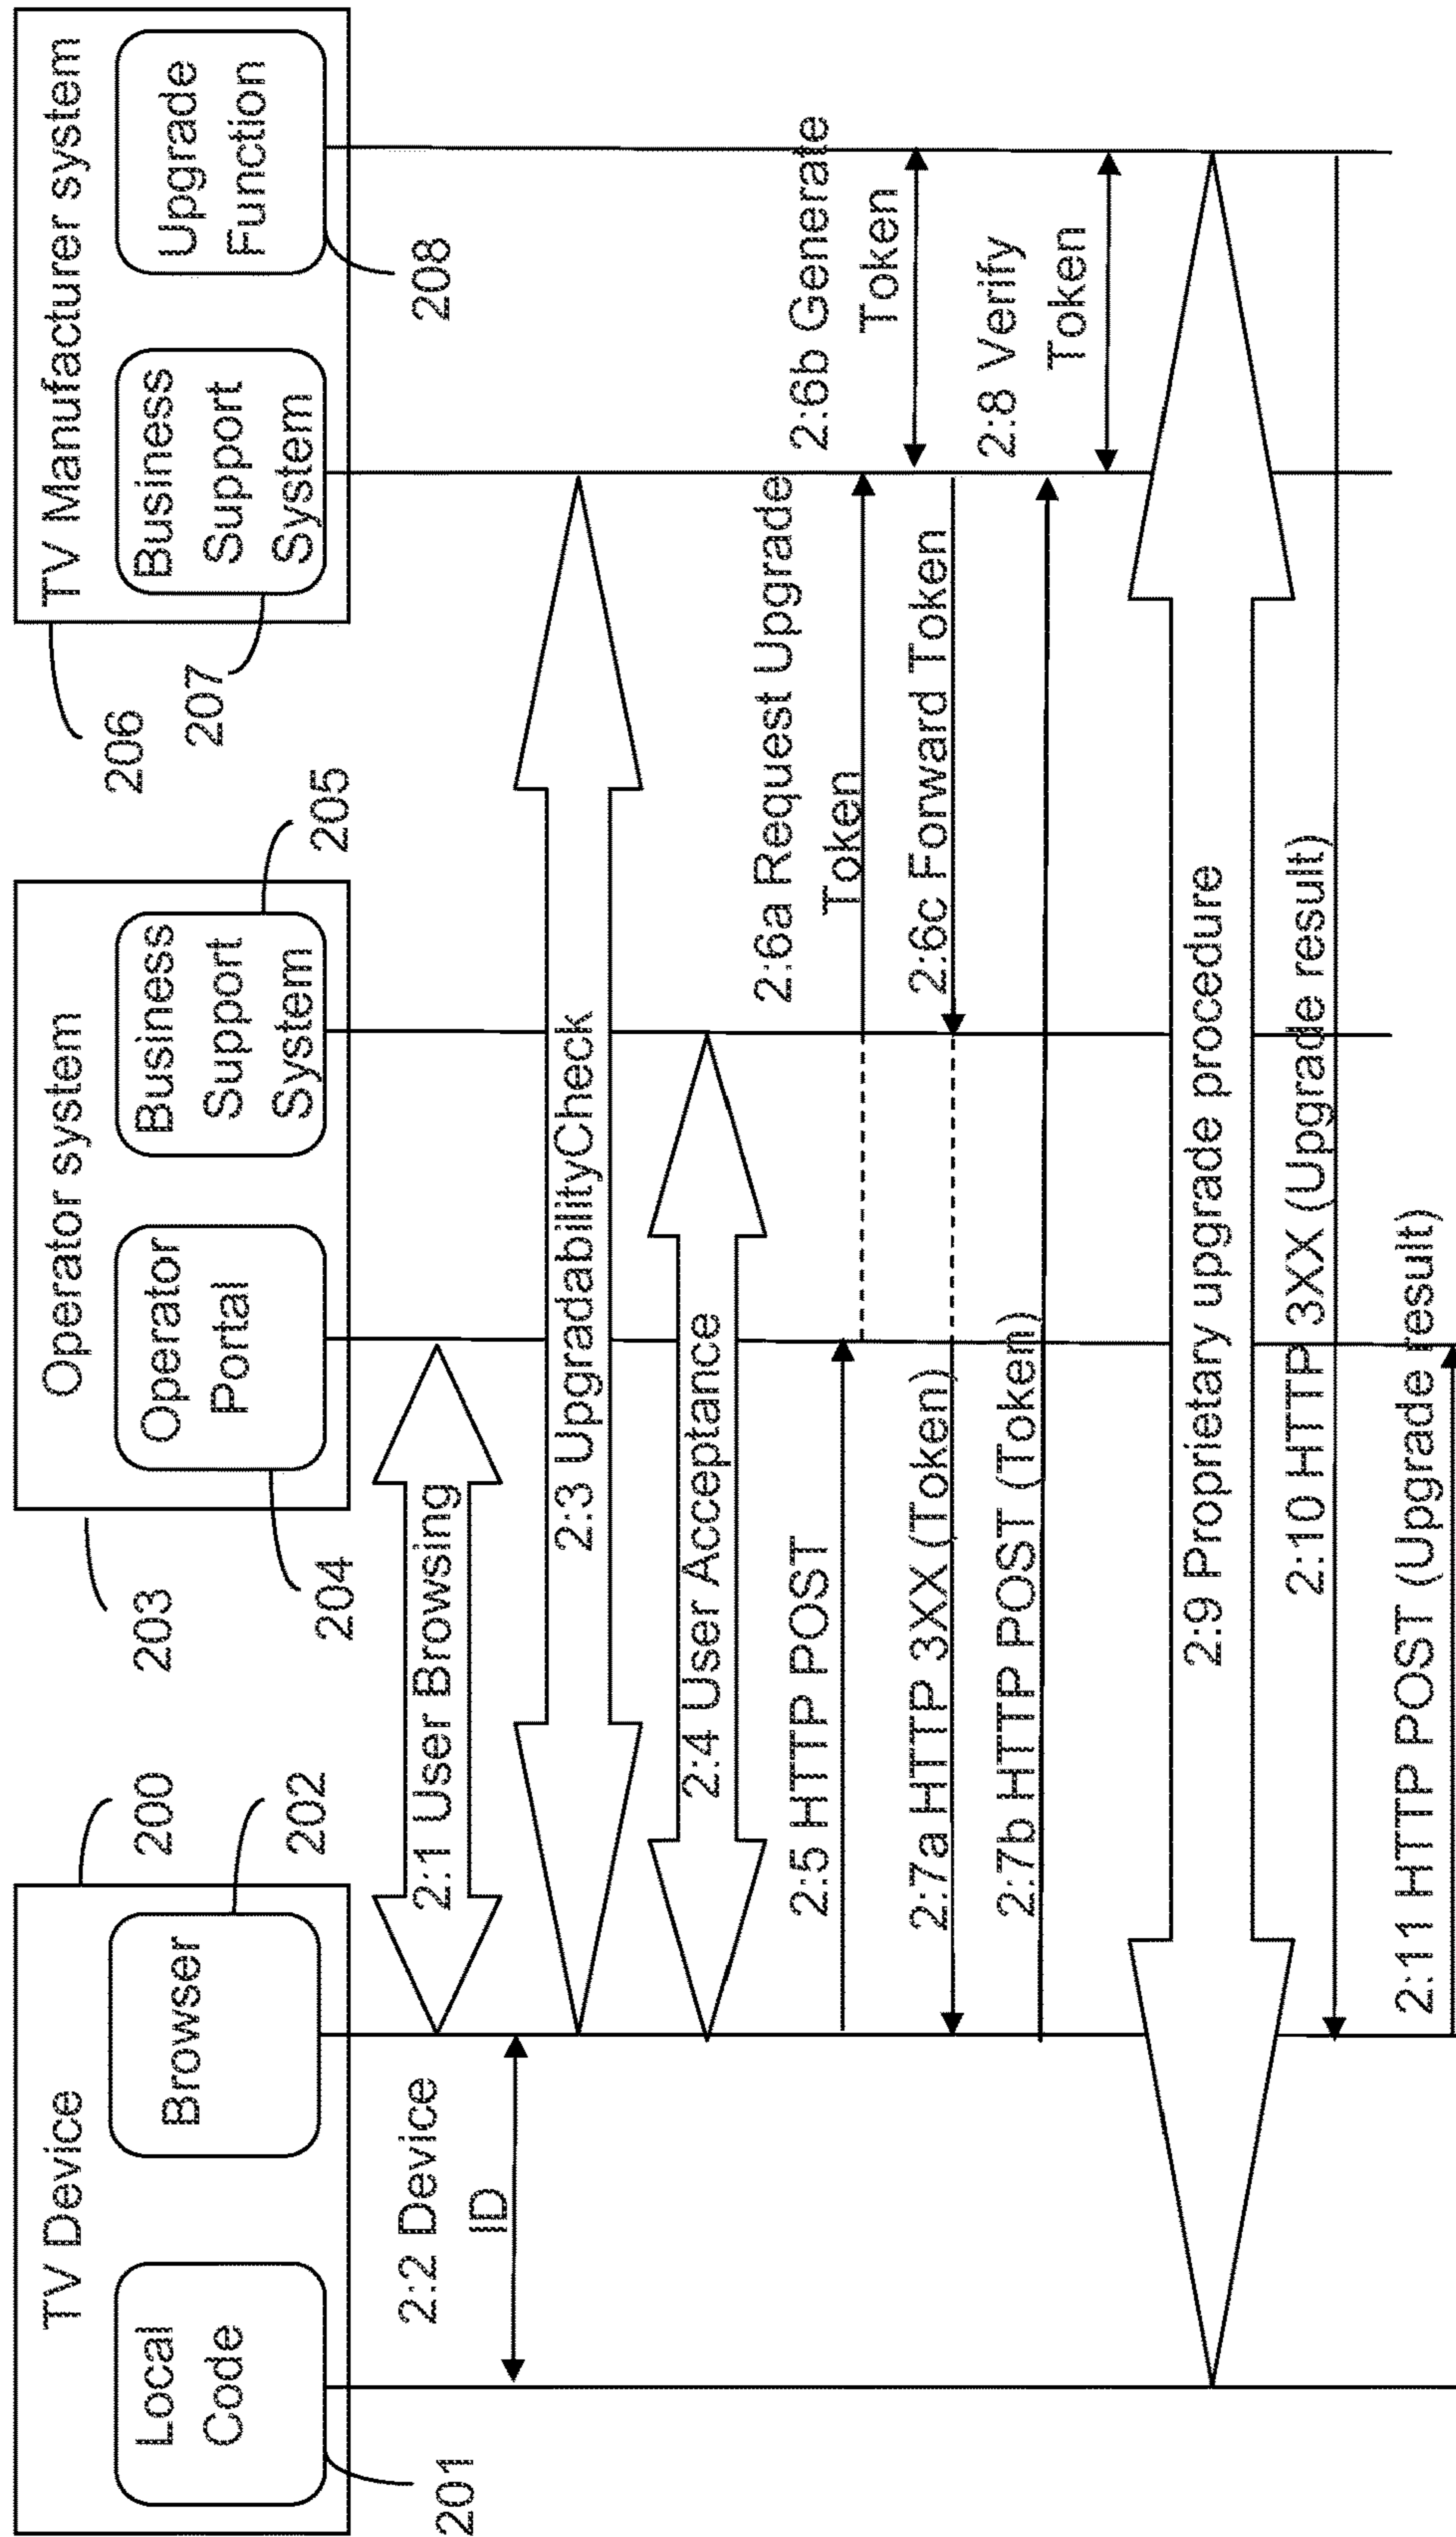 TV Device
Local
Code
Browser
201
202
200
Operator system
Operator
Portal
Business
Support
System
203
204
205
TV Manufacturer system
Business
Support
System
Upgrade
Function
206
207
208
2:1 User Browsing
2:2 Device
ID
2:3 UpgradabilityCheck
2:4 User Acceptance
2:5 HTTP POST
2:6a Request Upgrade
Token
2:6b Generate
Token
2:6c Forward Token
2:7a HTTP 3XX (Token)
2:7b HTTP POST (Token)
2:8 Verify
Token
2:9 Proprietary upgrade procedure
2:10 HTTP 3XX (Upgrade result)
2:11 HTTP POST (Upgrade result)